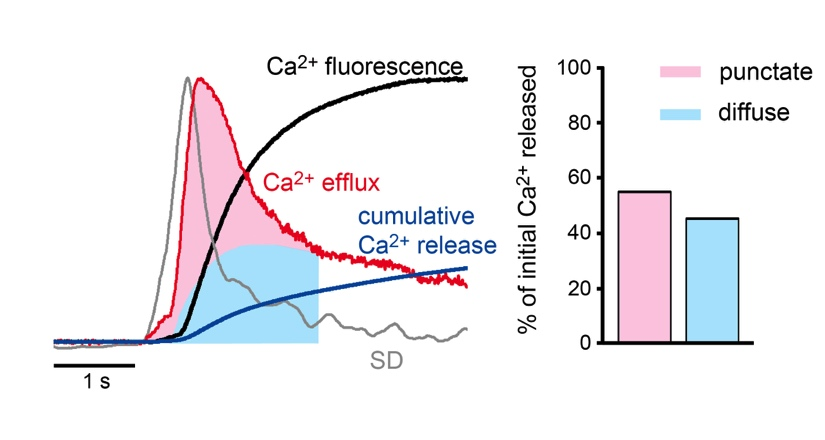 Ca²⁺ fluorescence
Ca²⁺ efflux
cumulative
Ca²⁺ release
SD
1 s
% of initial Ca²⁺ released
100
80
60
40
20
0
punctate
diffuse